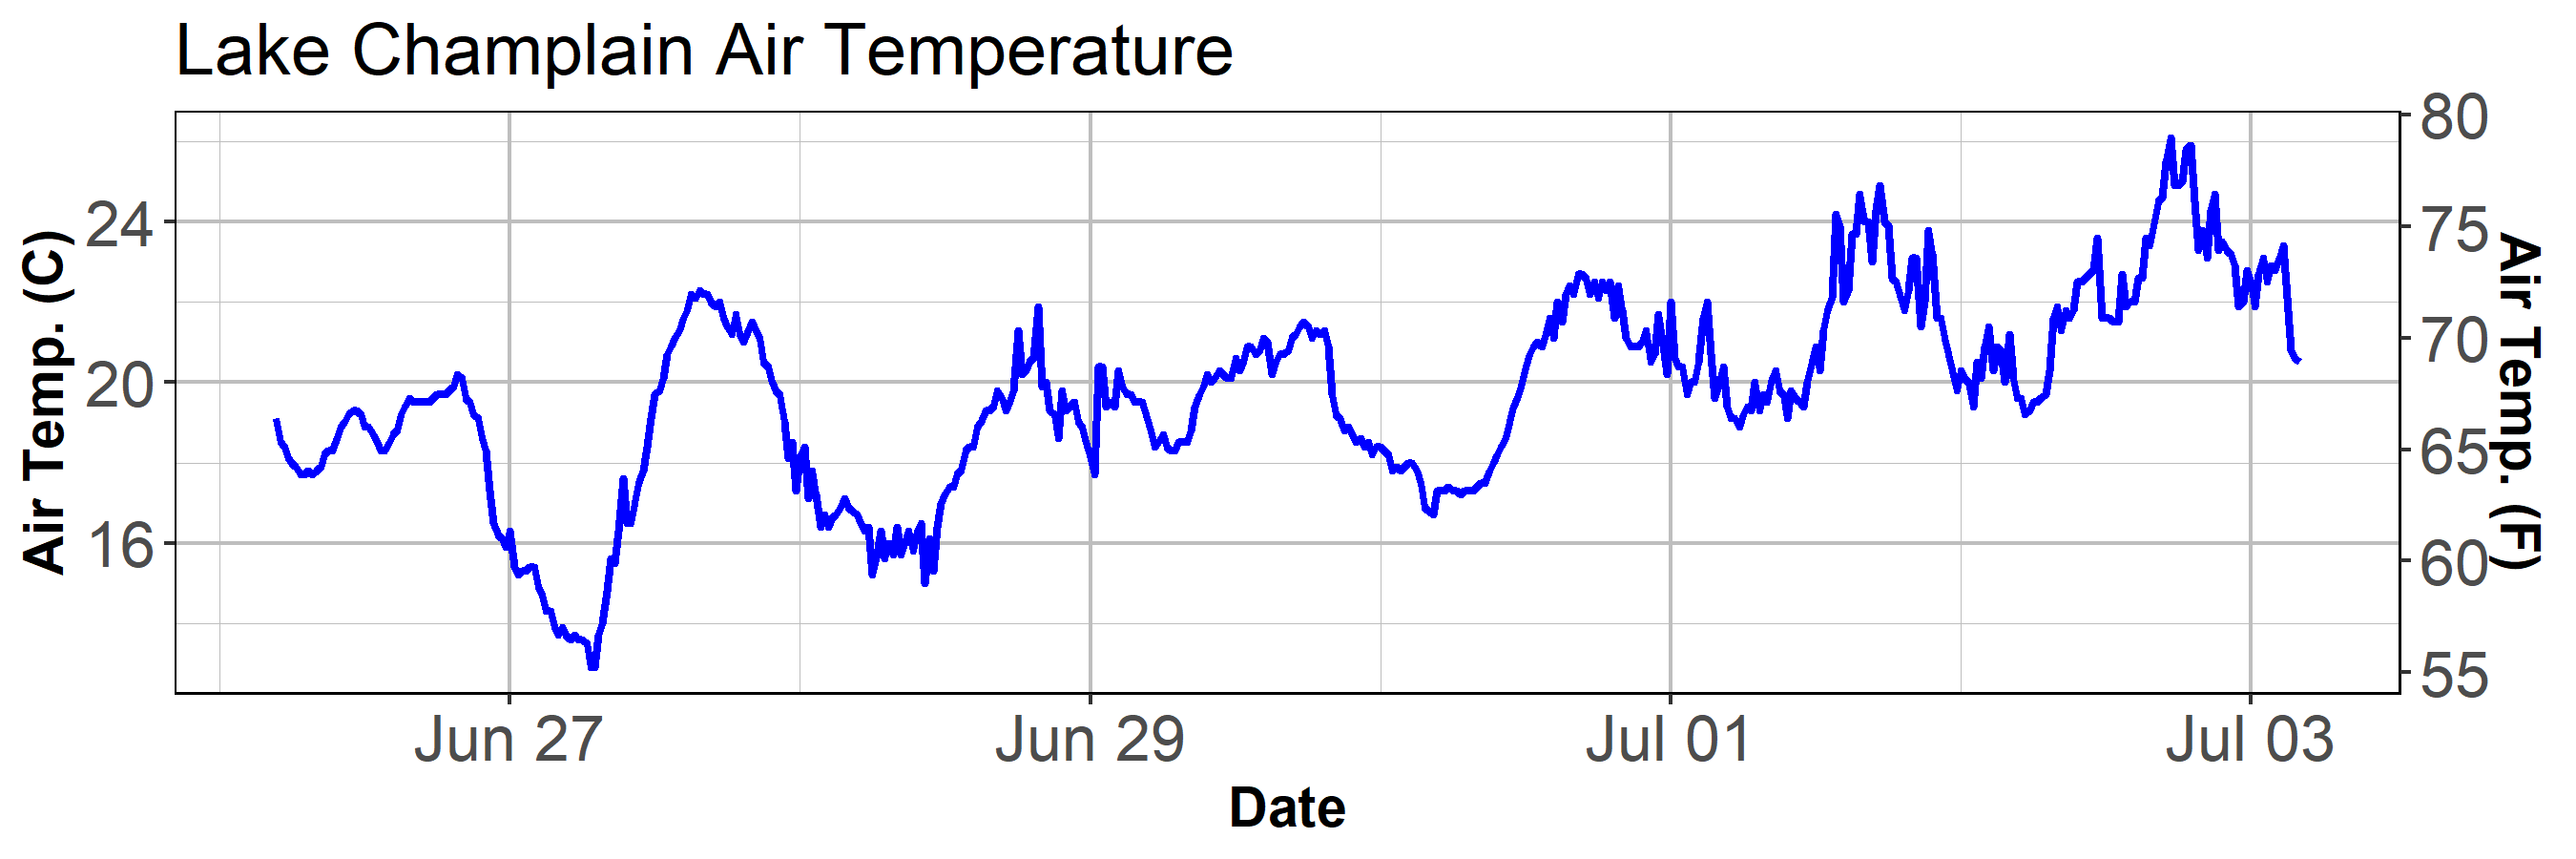 Lake Champlain Air Temperature
Air Temp. (C)
24
20
16
80
75
70
65
60
55
Air Temp. (F)
Jun 27
Jun 29
Jul 01
Jul 03
Date